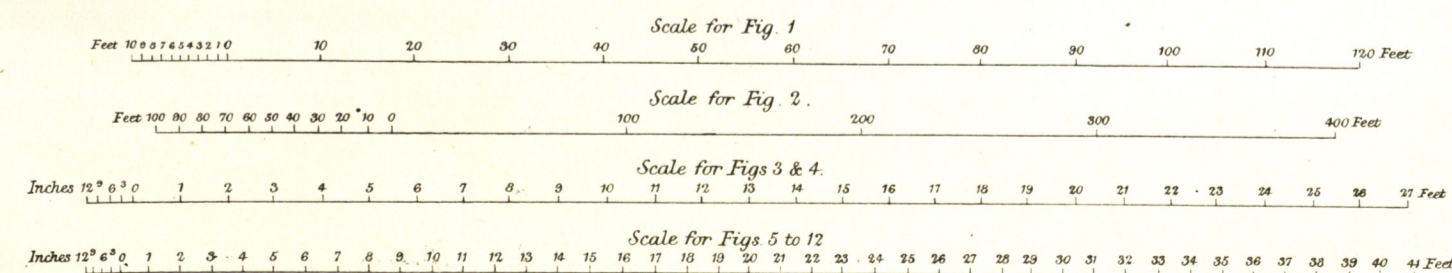 Scale for Fig. 1
Feet 10 9 8 7 6 5 4 3 2 1 0 10 20 30 40 50 60 70 80 90 100 110 120 Feet
Scale for Fig. 2.
Feet 100 90 80 70 60 50 40 30 20 10 0 100 200 300 400 Feet
Scale for Figs 3 & 4.
Inches 12 9 6 3 0 1 2 3 4 5 6 7 8 9 10 11 12 13 14 15 16 17 18 19 20 21 22 23 24 25 26 27 Feet
Scale for Figs. 5 to 12
Inches 12 9 6 3 0 1 2 3 4 5 6 7 8 9 10 11 12 13 14 15 16 17 18 19 20 21 22 23 24 25 26 27 28 29 30 31 32 33 34 35 36 37 38 39 40 41 Feet